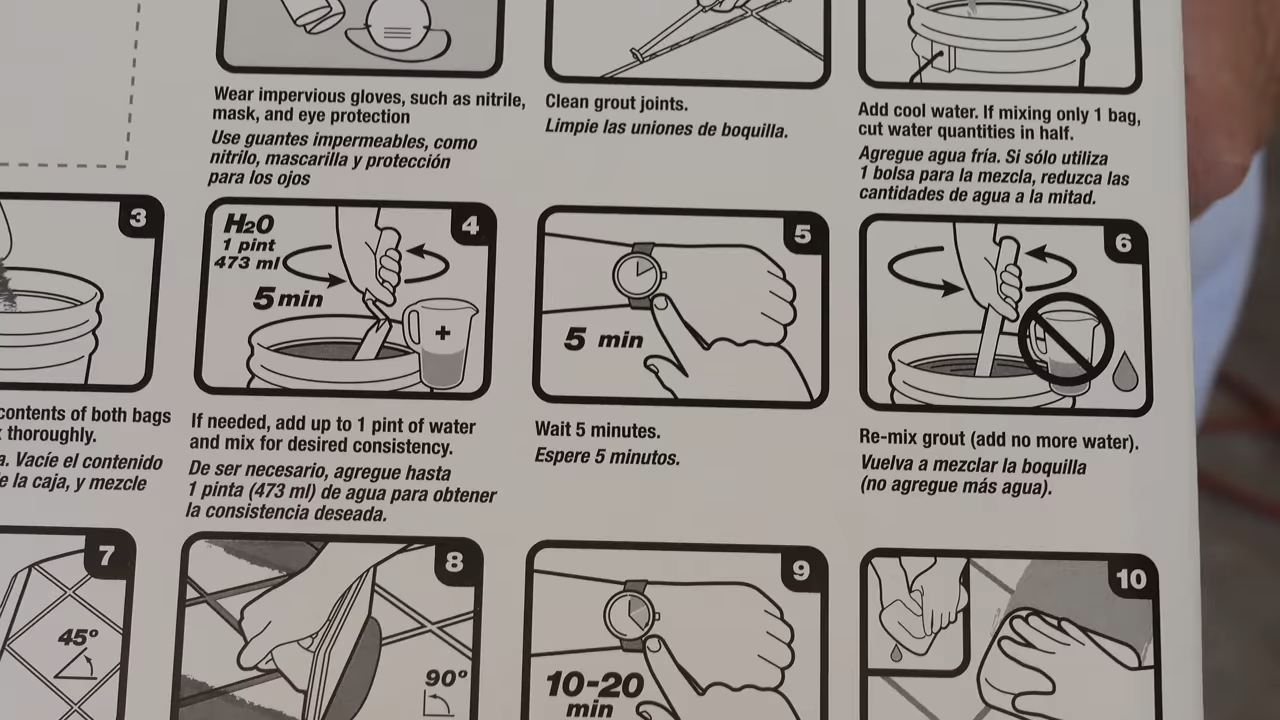 Wear impervious gloves, such as nitrile,
mask, and eye protection
Use guantes impermeables, como
nitrilo, mascarilla y protección
para los ojos
Clean grout joints.
Limpie las uniones de boquilla.
Add cool water. If mixing only 1 bag,
cut water quantities in half.
Agregue agua fría. Si sólo utiliza
1 bolsa para la mezcla, reduzca las
cantidades de agua a la mitad.
3
contents of both bags
thoroughly.
a. Vacíe el contenido
de la caja, y mezcle
4
H2O
1 pint
473 ml
5 min
+
If needed, add up to 1 pint of water
and mix for desired consistency.
De ser necesario, agregue hasta
1 pinta (473 ml) de agua para obtener
la consistencia deseada.
5
5 min
Wait 5 minutes.
Espere 5 minutos.
6
Re-mix grout (add no more water).
Vuelva a mezclar la boquilla
(no agregue más agua).
7
45º
8
90º
9
10-20
min
10